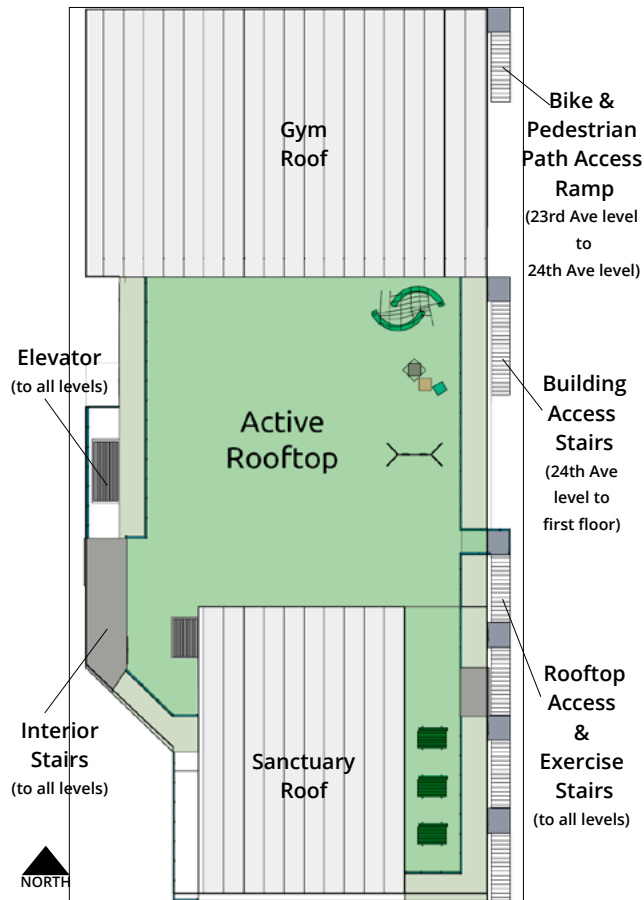 Gym
Roof
Bike &
Pedestrian
Path Access
Ramp
(23rd Ave level
to
24th Ave level)
Elevator
(to all levels)
Active
Rooftop
Building
Access
Stairs
(24th Ave
level to
first floor)
Interior
Stairs
(to all levels)
Sanctuary
Roof
Rooftop
Access
&
Exercise
Stairs
(to all levels)
NORTH